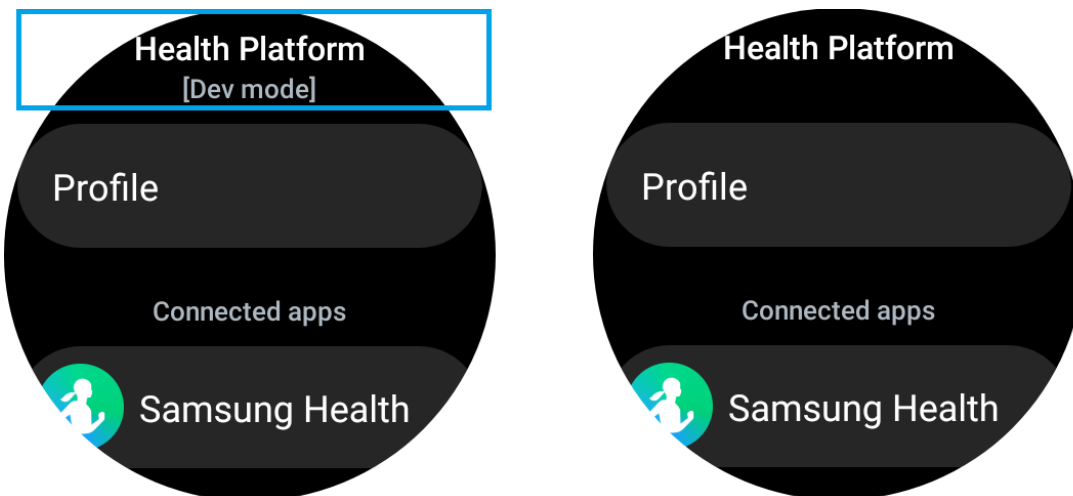 Health Platform
[Dev mode]
Profile
Connected apps
Samsung Health
Health Platform
Profile
Connected apps
Samsung Health